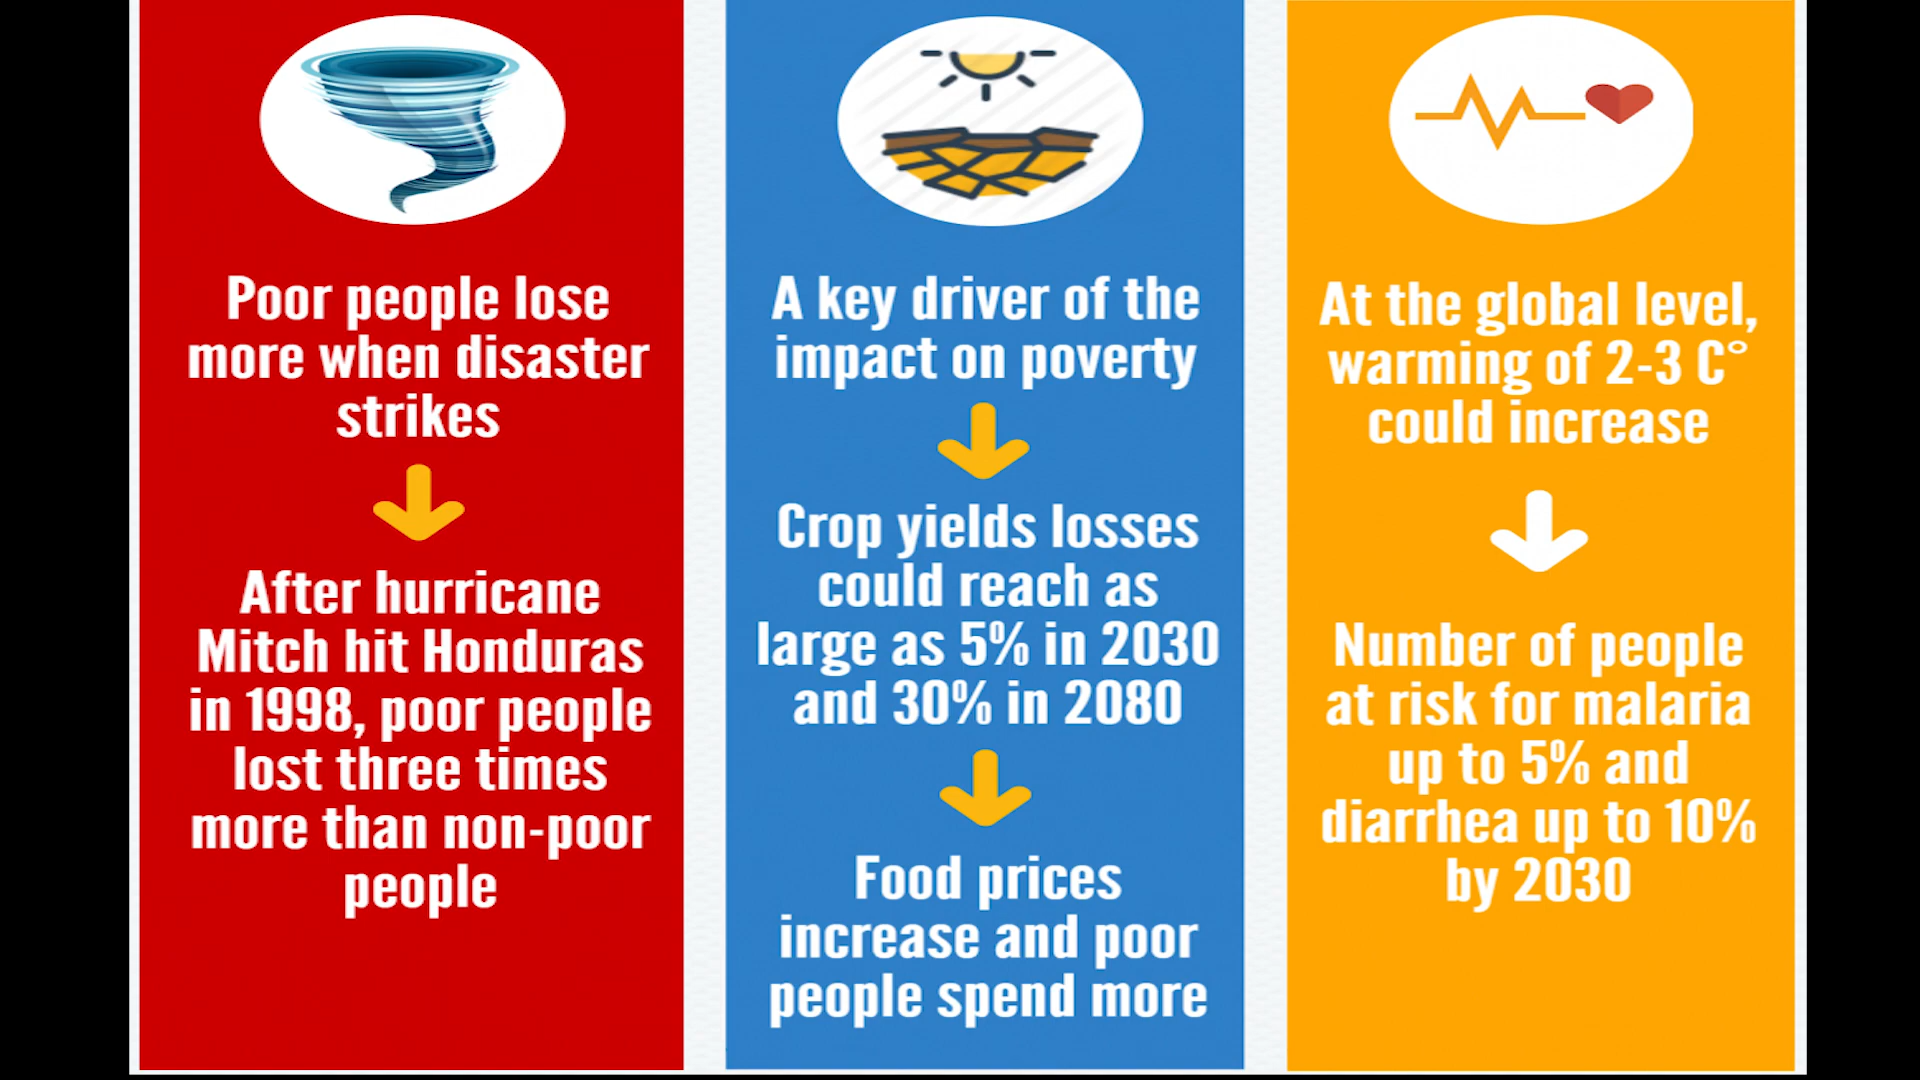 Poor people lose
more when disaster
strikes
After hurricane
Mitch hit Honduras
in 1998, poor people
lost three times
more than non-poor
people
A key driver of the
impact on poverty
Crop yields losses
could reach as
large as 5% in 2030
and 30% in 2080
Food prices
increase and poor
people spend more
At the global level,
warming of 2-3 C°
could increase
Number of people
at risk for malaria
up to 5% and
diarrhea up to 10%
by 2030